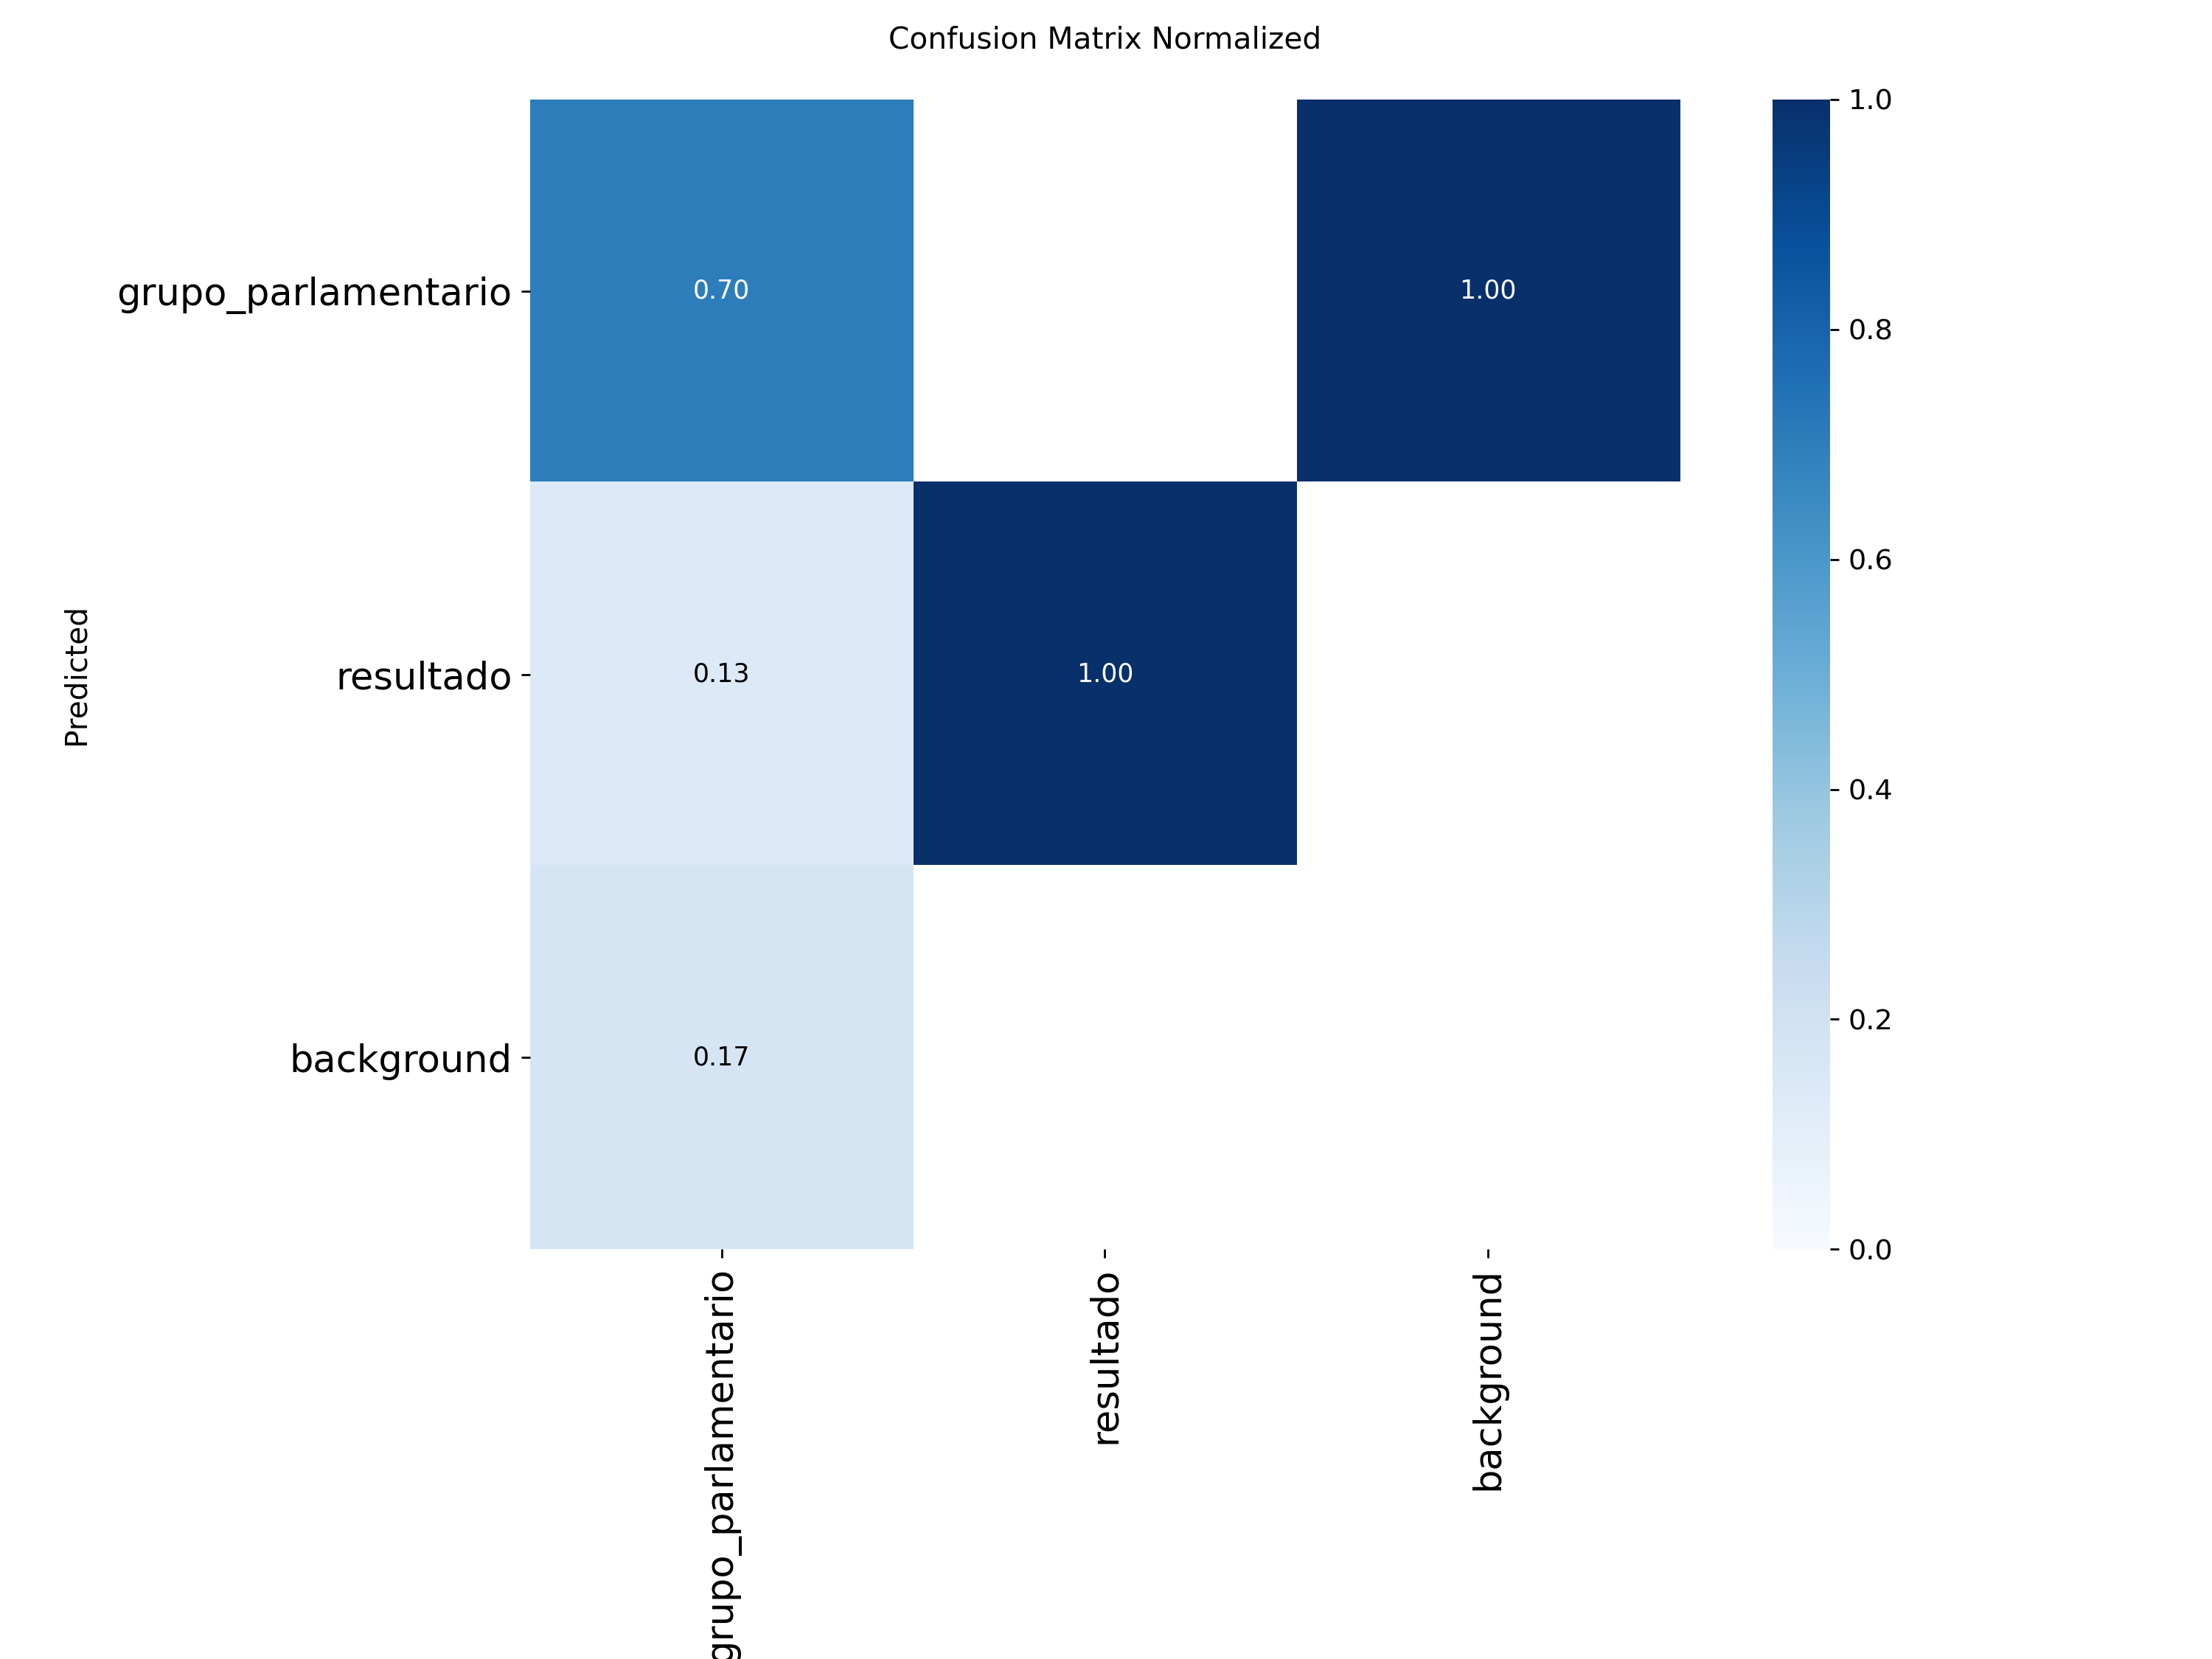 Confusion Matrix Normalized
1.0
grupo_parlamentario
0.70
1.00
0.8
0.6
Predicted
resultado
0.13
1.00
0.4
0.2
background
0.17
0.0
grupo_parlamentario
resultado
background